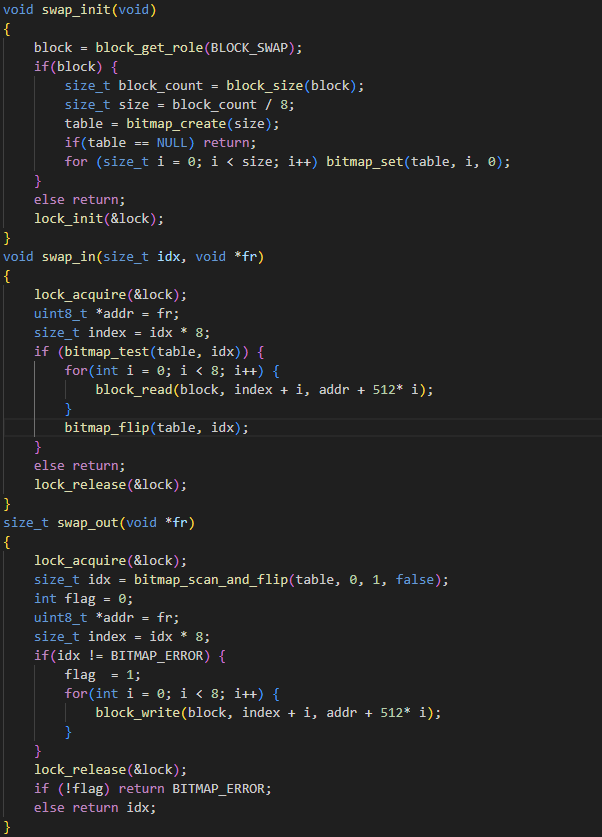 void swap_init(void)
{
    block = block_get_role(BLOCK_SWAP);
    if(block) {
        size_t block_count = block_size(block);
        size_t size = block_count / 8;
        table = bitmap_create(size);
        if(table == NULL) return;
        for (size_t i = 0; i < size; i++) bitmap_set(table, i, 0);
    }
    else return;
    lock_init(&lock);
}
void swap_in(size_t idx, void *fr)
{
    lock_acquire(&lock);
    uint8_t *addr = fr;
    size_t index = idx * 8;
    if (bitmap_test(table, idx)) {
        for(int i = 0; i < 8; i++) {
            block_read(block, index + i, addr + 512* i);
        }
        bitmap_flip(table, idx);
    }
    else return;
    lock_release(&lock);
}
size_t swap_out(void *fr)
{
    lock_acquire(&lock);
    size_t idx = bitmap_scan_and_flip(table, 0, 1, false);
    int flag = 0;
    uint8_t *addr = fr;
    size_t index = idx * 8;
    if(idx != BITMAP_ERROR) {
        flag  = 1;
        for(int i = 0; i < 8; i++) {
            block_write(block, index + i, addr + 512* i);
        }
    }
    lock_release(&lock);
    if (!flag) return BITMAP_ERROR;
    else return idx;
}